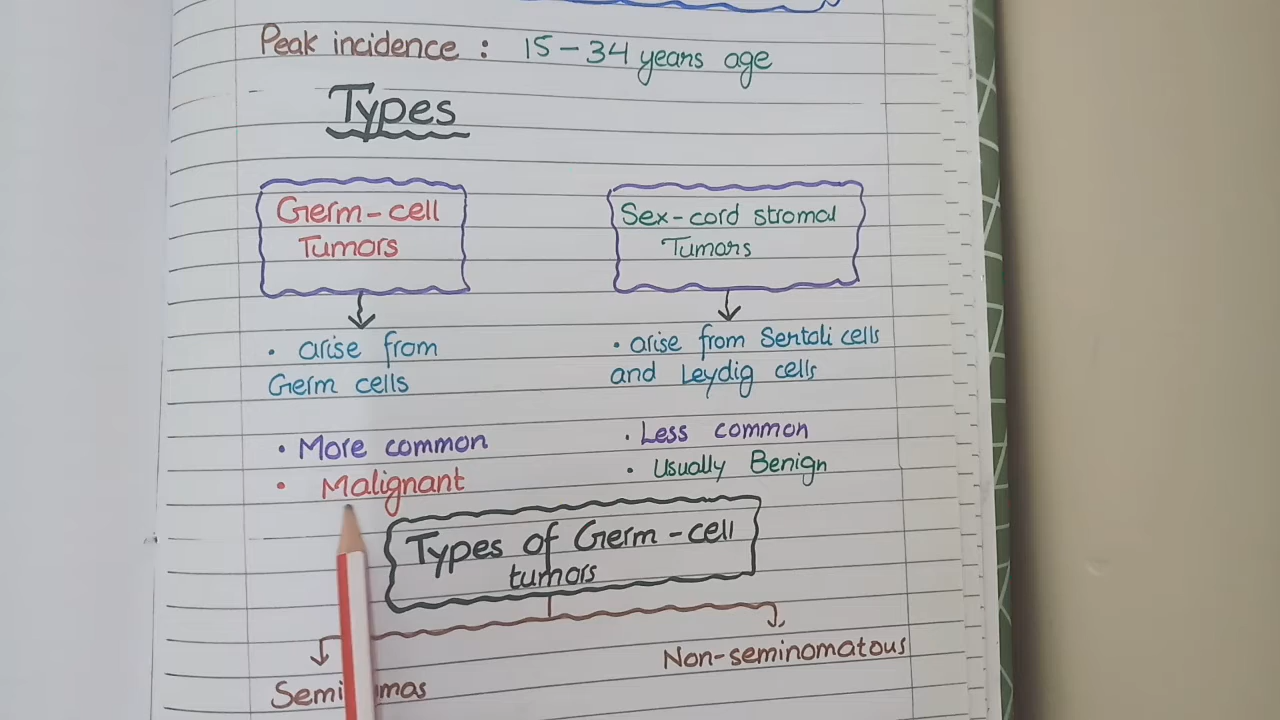 Peak incidence : 15 – 34 years age
Types
Germ-cell
Tumors
• arise from
Germ cells
• More common
• Malignant
Sex-cord stromal
Tumors
• arise from Sertoli cells
and Leydig cells
• Less common
• Usually Benign
Types of Germ-cell
tumors
Non-seminomatous